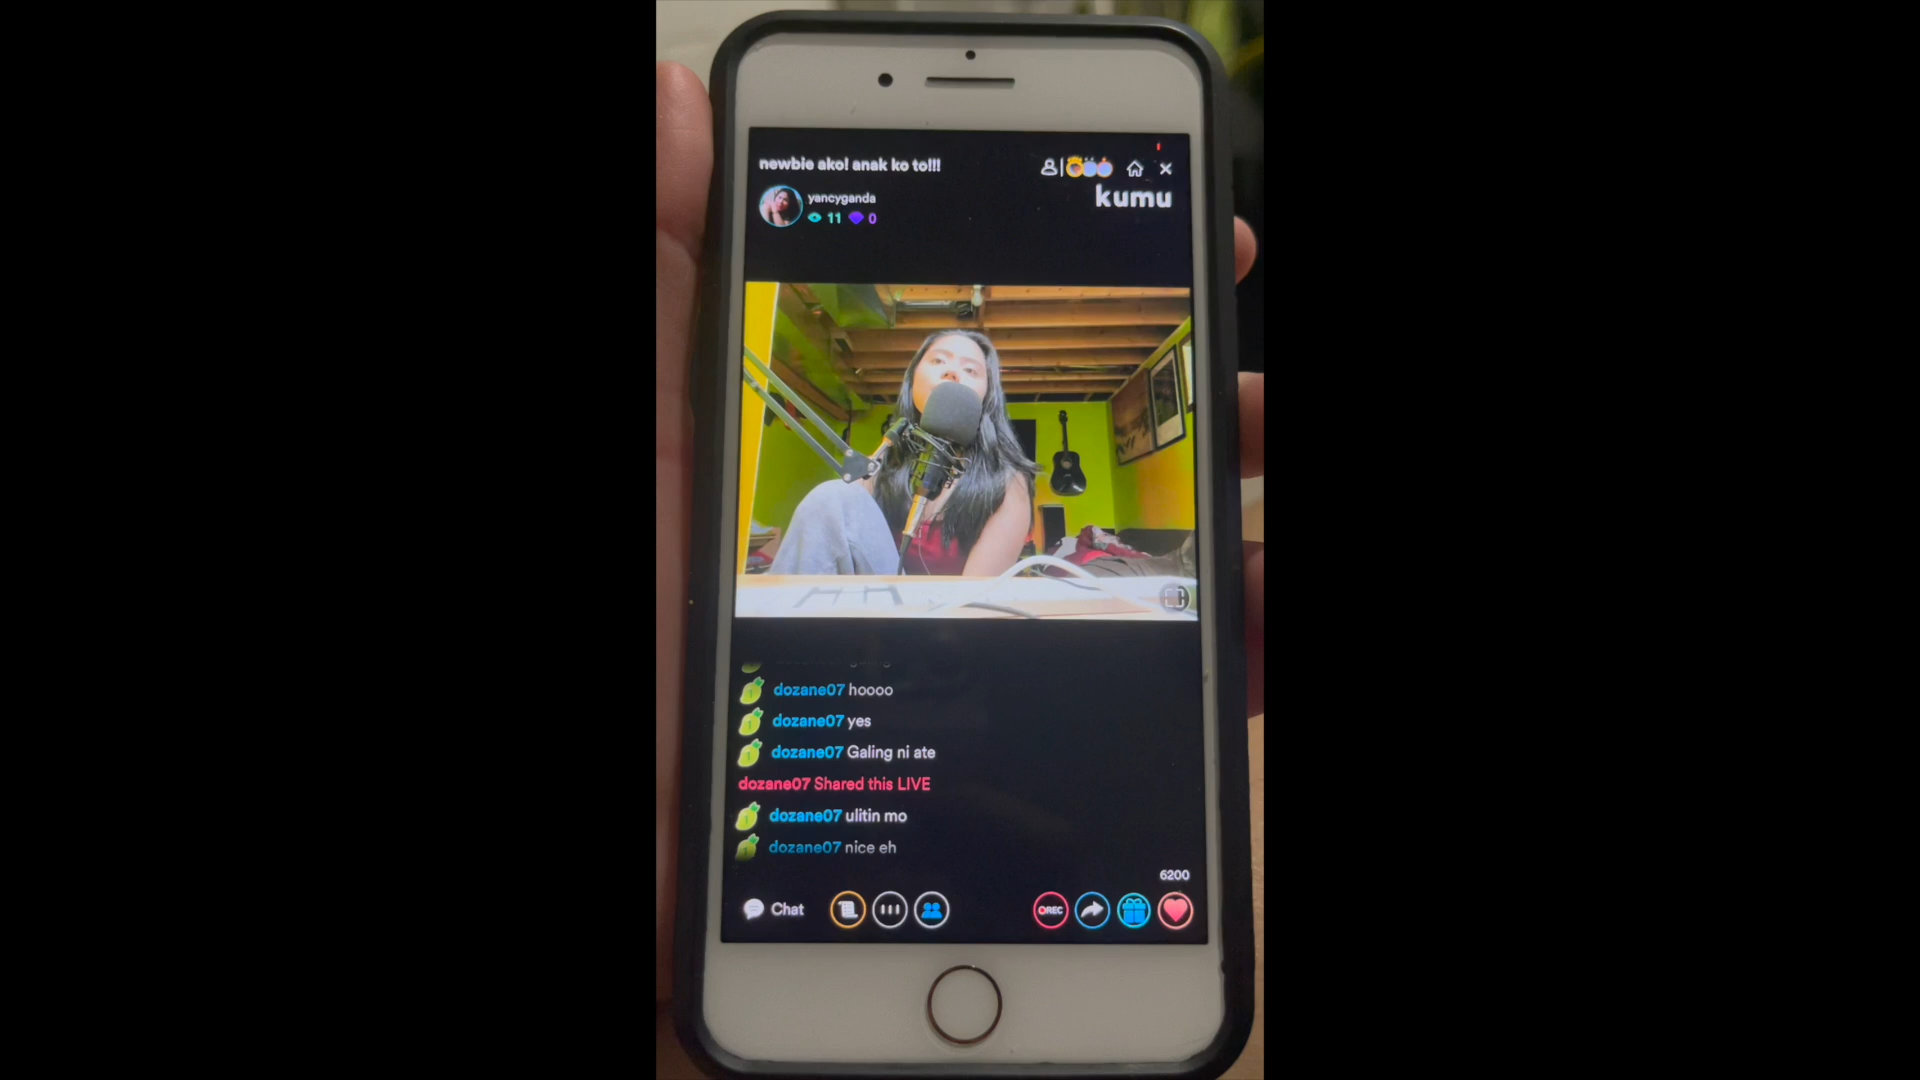 newbie ako! anak ko to!!!
yancyganda
11 0
kumu
dozane07 hoooo
dozane07 yes
dozane07 Galing ni ate
dozane07 Shared this LIVE
dozane07 ulitin mo
dozane07 nice eh
6200
Chat
REC